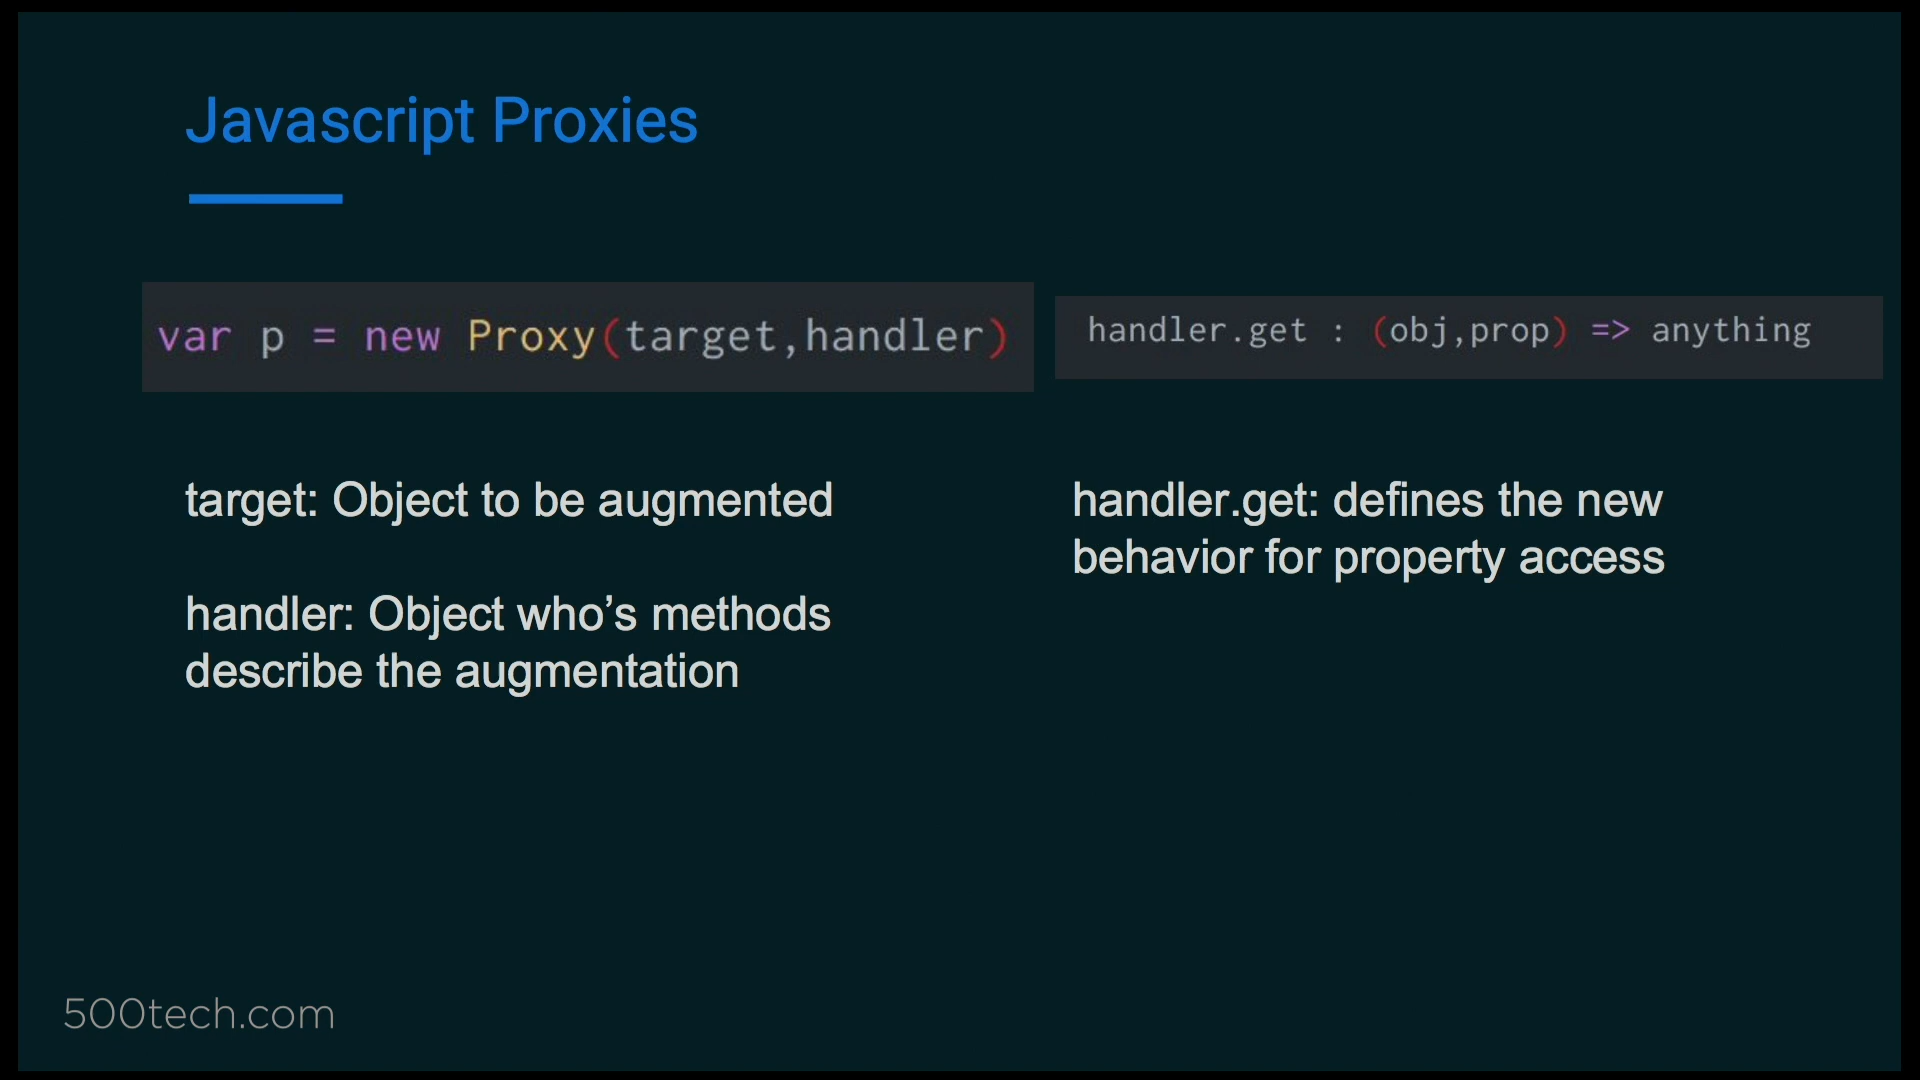 Javascript Proxies
var p = new Proxy(target,handler)
handler.get : (obj,prop) => anything
target: Object to be augmented
handler: Object who’s methods
describe the augmentation
handler.get: defines the new
behavior for property access
500tech.com